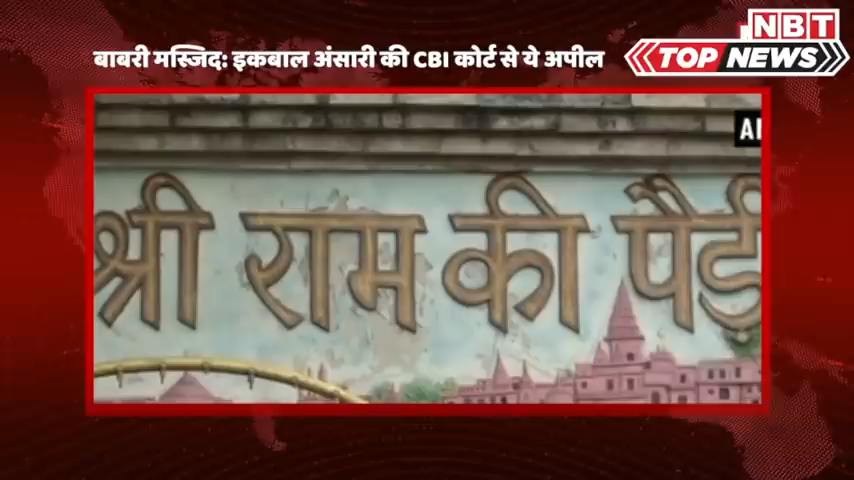 NBT
बाबरी मस्जिद: इकबाल अंसारी की CBI कोर्ट से ये अपील
TOP NEWS
श्री राम की पैड़ी